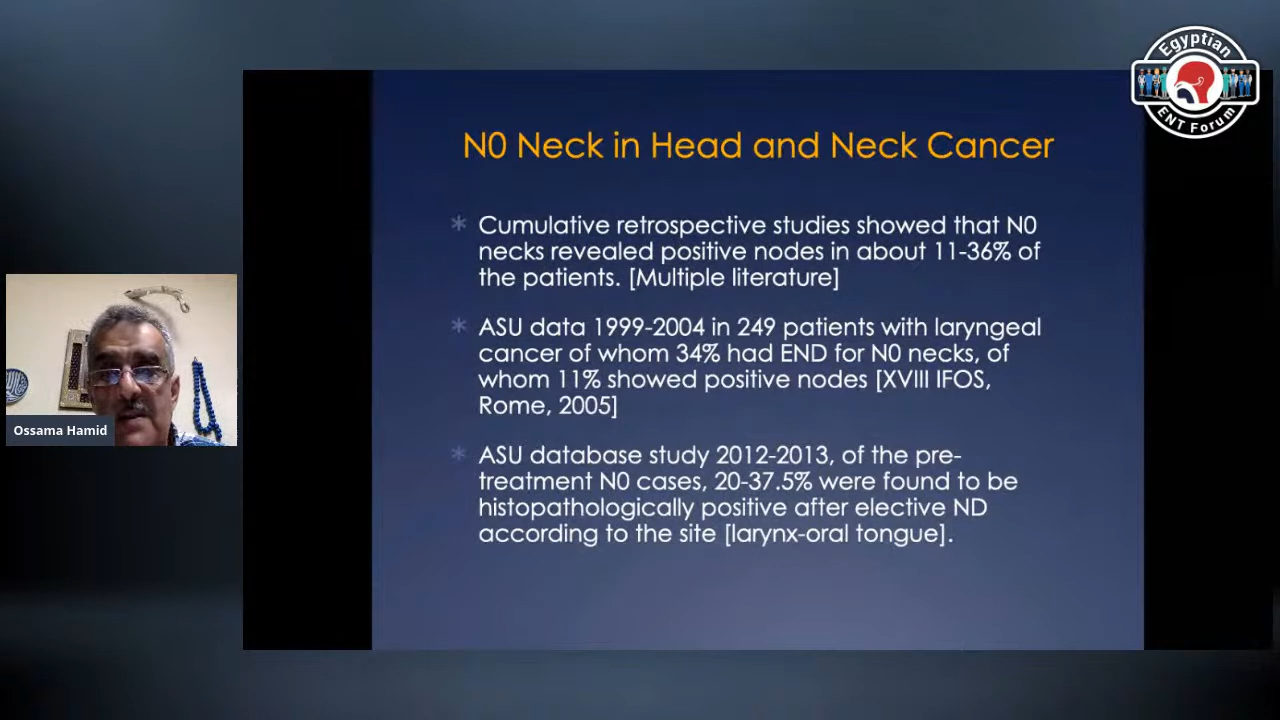 Egyptian
ENT Forum
N0 Neck in Head and Neck Cancer
* Cumulative retrospective studies showed that N0
necks revealed positive nodes in about 11-36% of
the patients. [Multiple literature]
* ASU data 1999-2004 in 249 patients with laryngeal
cancer of whom 34% had END for N0 necks, of
whom 11% showed positive nodes [XVIII IFOS,
Rome, 2005]
* ASU database study 2012-2013, of the pre-
treatment N0 cases, 20-37.5% were found to be
histopathologically positive after elective ND
according to the site [larynx-oral tongue].
Ossama Hamid